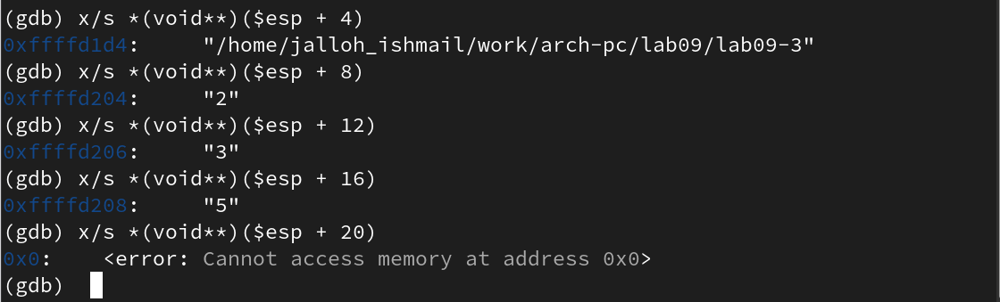 (gdb) x/s *(void**)($esp + 4)
0xffffd1d4:     "/home/jalloh_ishmail/work/arch-pc/lab09/lab09-3"
(gdb) x/s *(void**)($esp + 8)
0xffffd204:     "2"
(gdb) x/s *(void**)($esp + 12)
0xffffd206:     "3"
(gdb) x/s *(void**)($esp + 16)
0xffffd208:     "5"
(gdb) x/s *(void**)($esp + 20)
0x0:    <error: Cannot access memory at address 0x0>
(gdb)